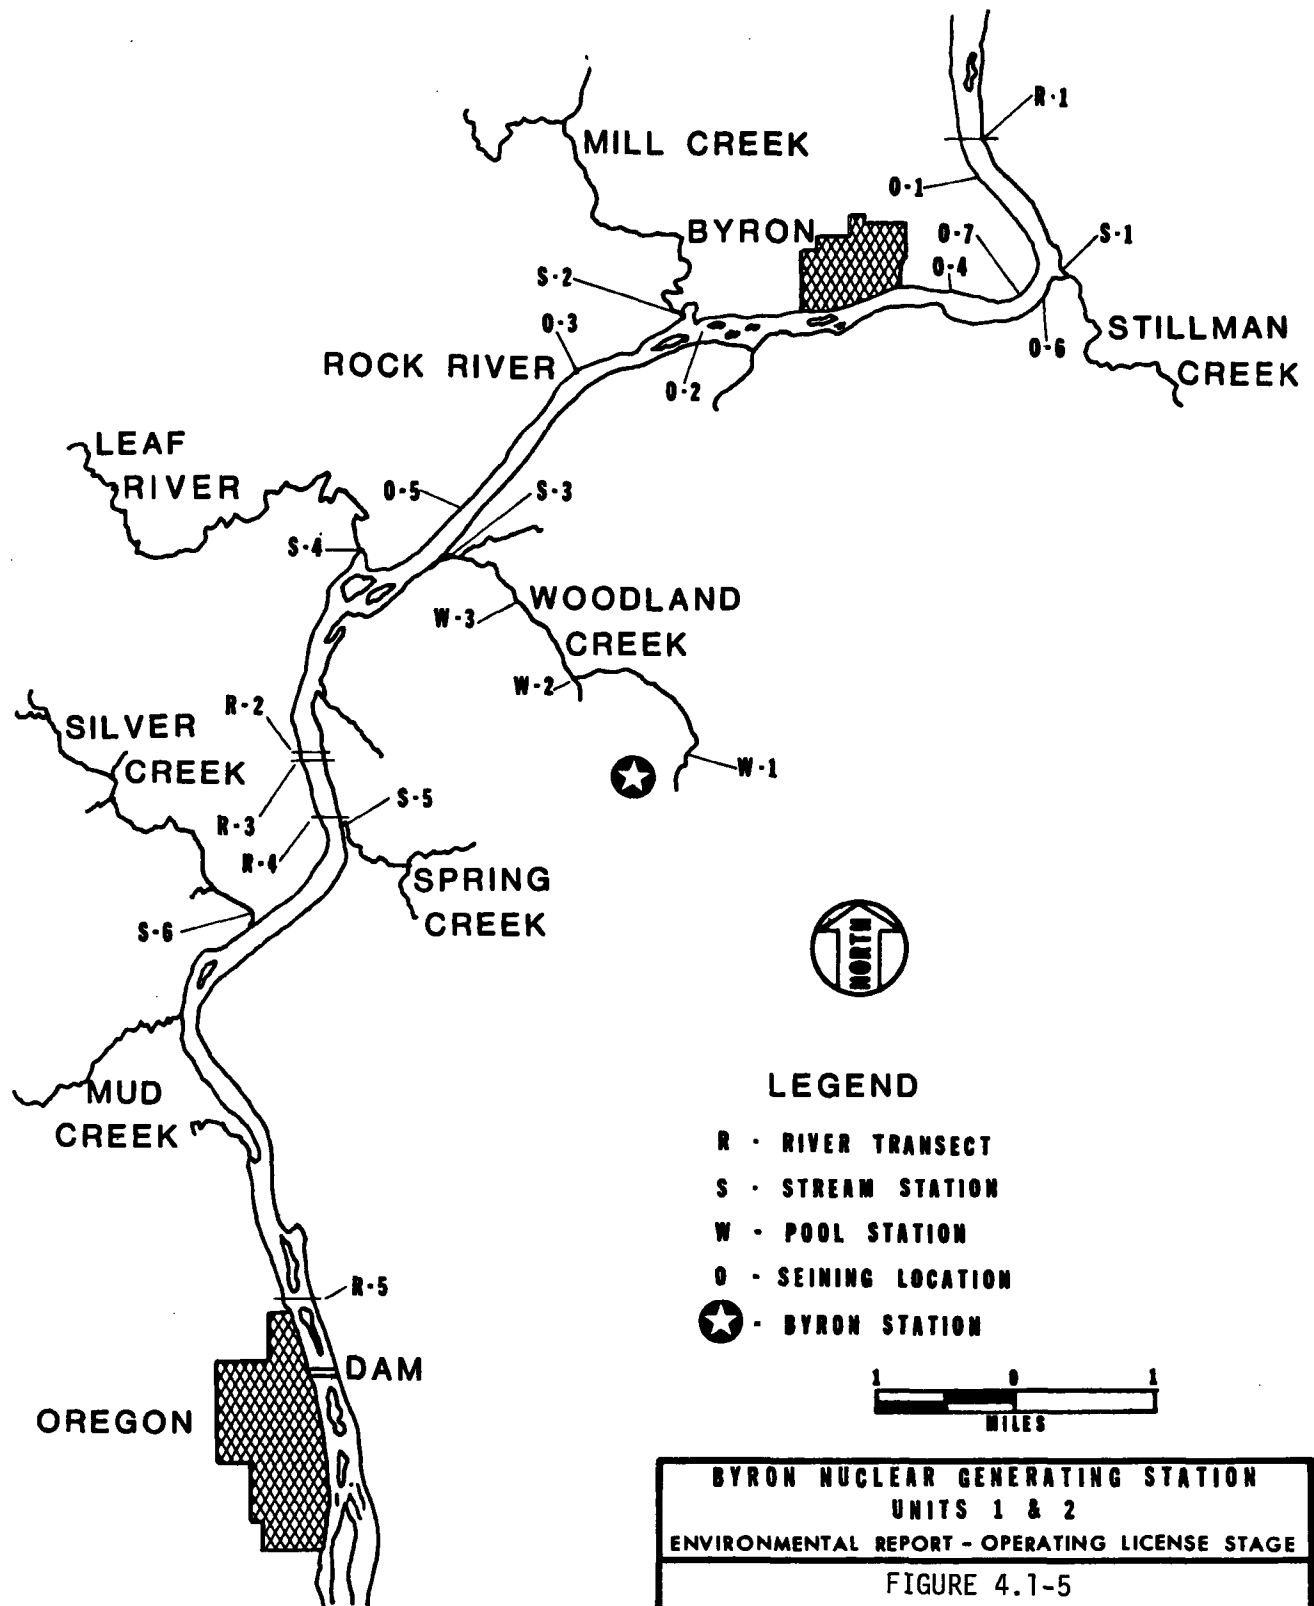 R-1
MILL CREEK
O-1
BYRON
O-7
S-1
O-4
S-2
O-3
STILLMAN
CREEK
O-6
ROCK RIVER
O-2
LEAF
RIVER
O-5
S-3
S-4
WOODLAND
CREEK
W-3
W-2
R-2
SILVER
CREEK
W-1
S-5
R-3
R-4
SPRING
CREEK
S-6
NORTH
MUD
CREEK
LEGEND
R - RIVER TRANSECT
S - STREAM STATION
W - POOL STATION
O - SEINING LOCATION
- BYRON STATION
R-5
DAM
OREGON
1 0 1
MILES
BYRON NUCLEAR GENERATING STATION
UNITS 1 & 2
ENVIRONMENTAL REPORT - OPERATING LICENSE STAGE
FIGURE 4.1-5